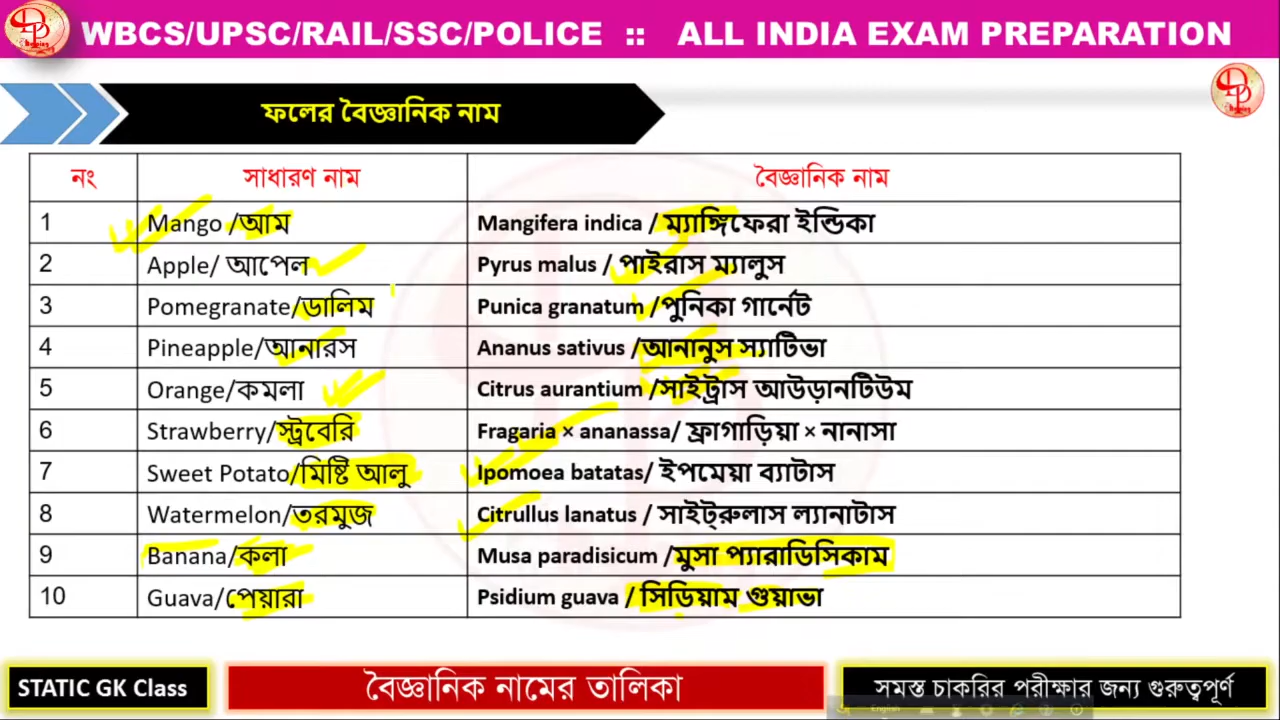 WBCS/UPSC/RAIL/SSC/POLICE :: ALL INDIA EXAM PREPARATION
ফলের বৈজ্ঞানিক নাম
নং সাধারণ নাম বৈজ্ঞানিক নাম
1 Mango /আম Mangifera indica / ম্যাঙ্গিফেরা ইন্ডিকা
2 Apple/ আপেল Pyrus malus / পাইরাস ম্যালুস
3 Pomegranate/ডালিম Punica granatum /পুনিকা গার্নেট
4 Pineapple/আনারস Ananus sativus /আনানুস স্যাটিভা
5 Orange/কমলা Citrus aurantium /সাইট্রাস আউড়ানটিউম
6 Strawberry/স্ট্রবেরি Fragaria × ananassa/ ফ্রাগাড়িয়া × নানাসা
7 Sweet Potato/মিষ্টি আলু Ipomoea batatas/ ইপমেয়া ব্যাটাস
8 Watermelon/তরমুজ Citrullus lanatus / সাইট্রুলাস ল্যানাটাস
9 Banana/কলা Musa paradisicum /মুসা প্যারাডিসিকাম
10 Guava/পেয়ারা Psidium guava / সিডিয়াম গুয়াভা
STATIC GK Class বৈজ্ঞানিক নামের তালিকা সমস্ত চাকরির পরীক্ষার জন্য গুরুত্বপূর্ণ
English